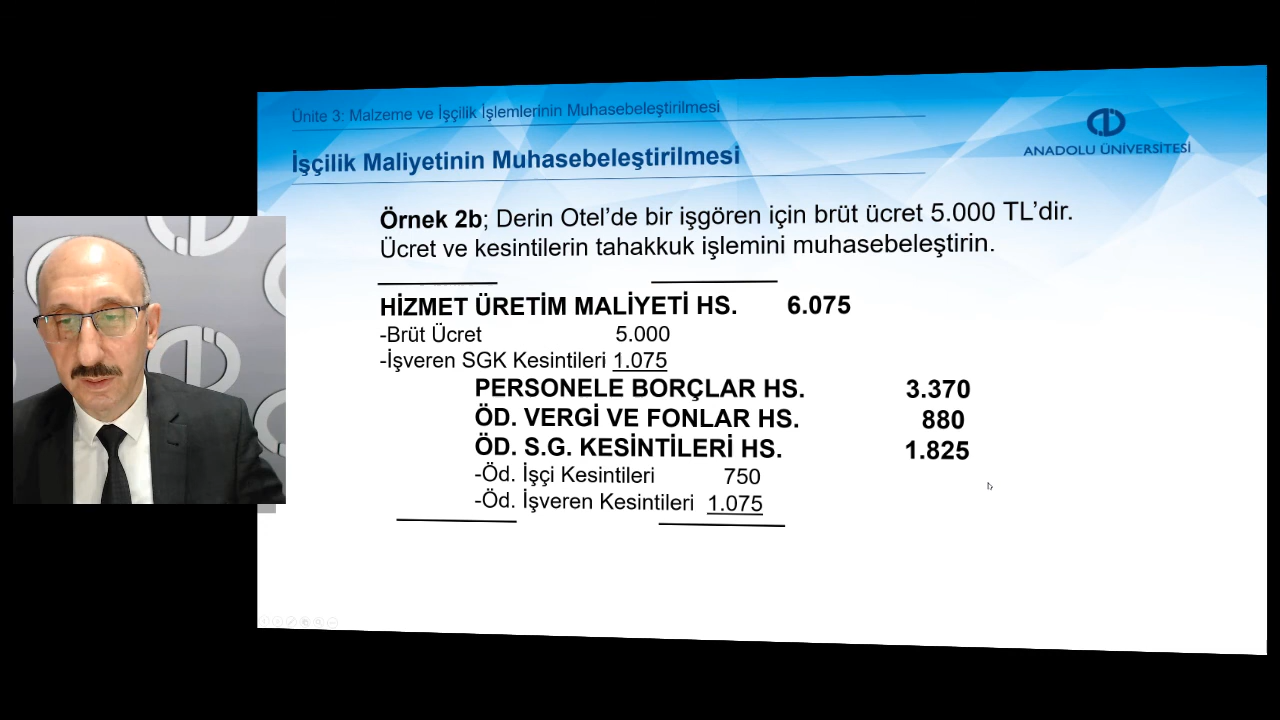 Ünite 3: Malzeme ve İşçilik İşlemlerinin Muhasebeleştirilmesi
İşçilik Maliyetinin Muhasebeleştirilmesi
ANADOLU ÜNİVERSİTESİ
Örnek 2b; Derin Otel’de bir işgören için brüt ücret 5.000 TL’dir.
Ücret ve kesintilerin tahakkuk işlemini muhasebeleştirin.
HİZMET ÜRETİM MALİYETİ HS. 6.075
-Brüt Ücret 5.000
-İşveren SGK Kesintileri 1.075
PERSONELE BORÇLAR HS. 3.370
ÖD. VERGİ VE FONLAR HS. 880
ÖD. S.G. KESİNTİLERİ HS. 1.825
-Öd. İşçi Kesintileri 750
-Öd. İşveren Kesintileri 1.075